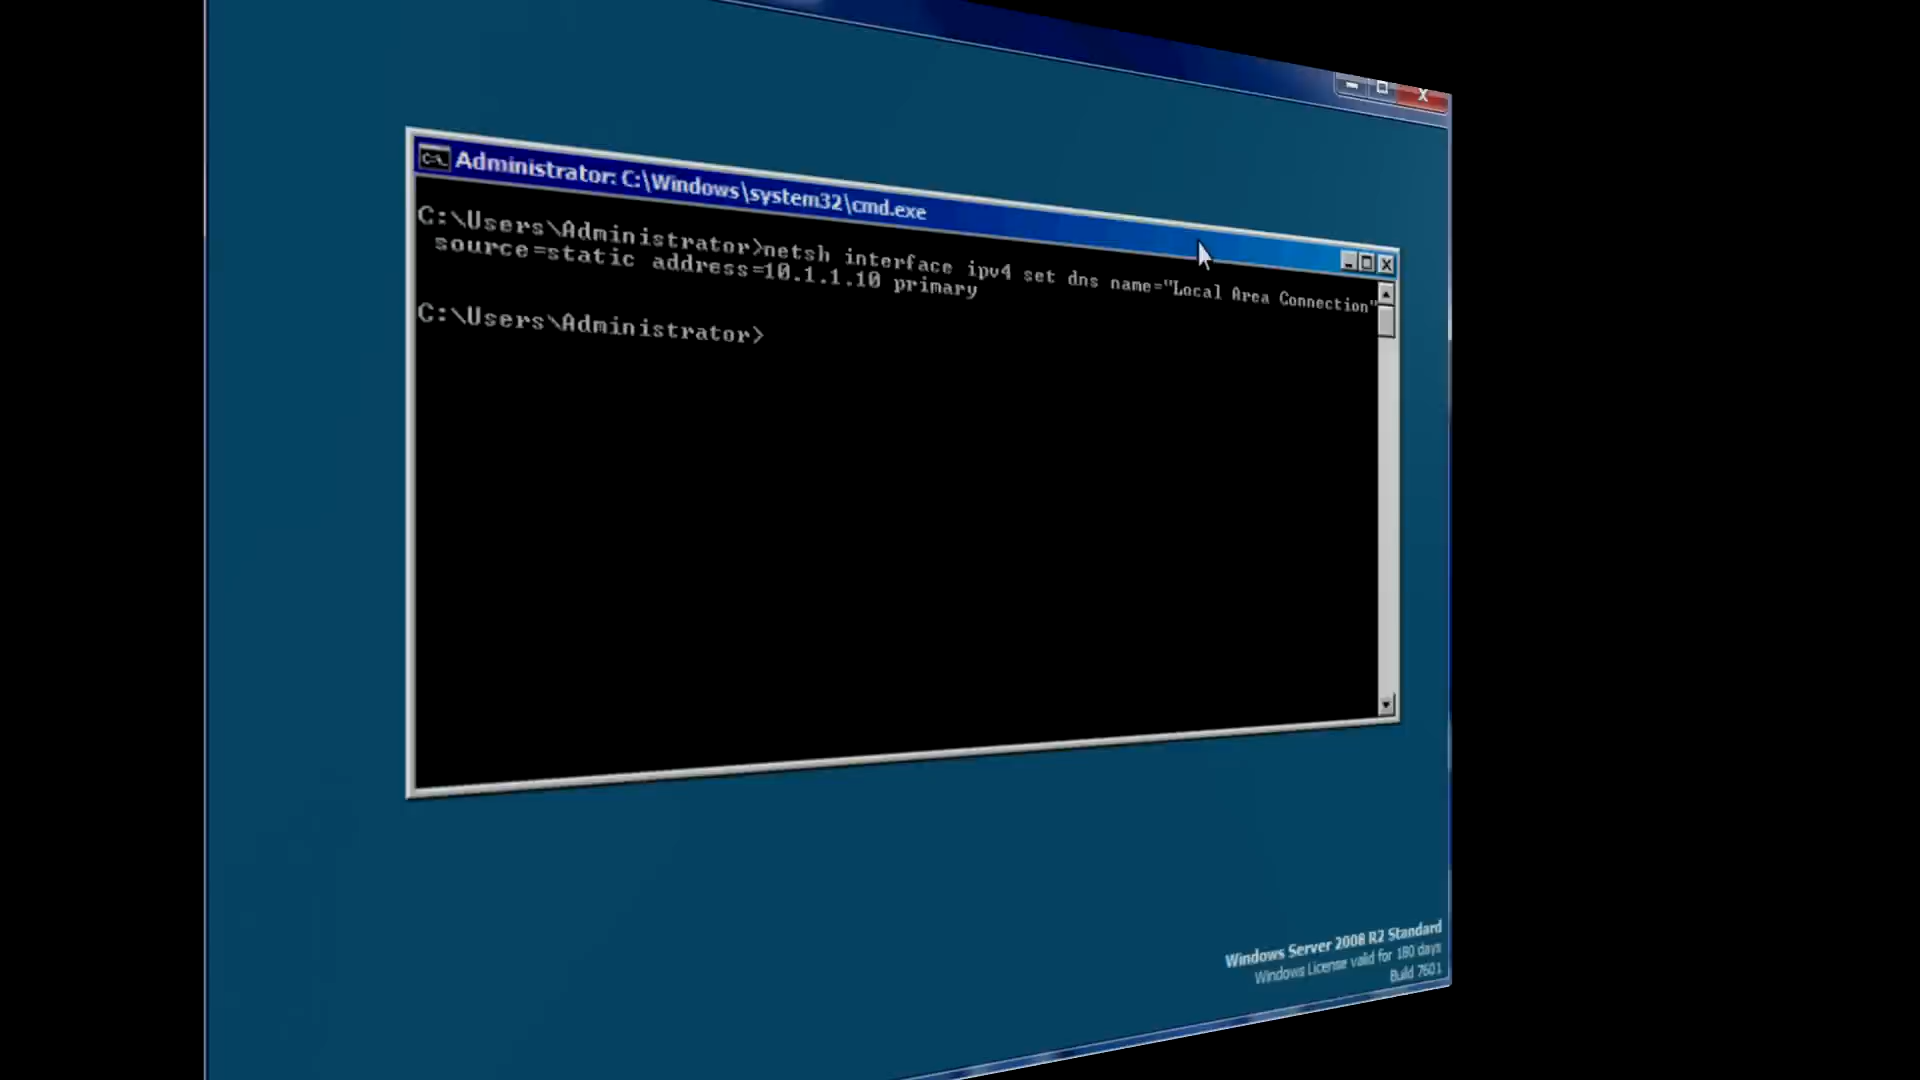 Administrator: C:\Windows\system32\cmd.exe
C:\Users\Administrator>netsh interface ipv4 set dns name="Local Area Connection"
source=static address=10.1.1.10 primary
C:\Users\Administrator>
Windows Server 2008 R2 Standard
Windows License valid for 180 days
Build 7601